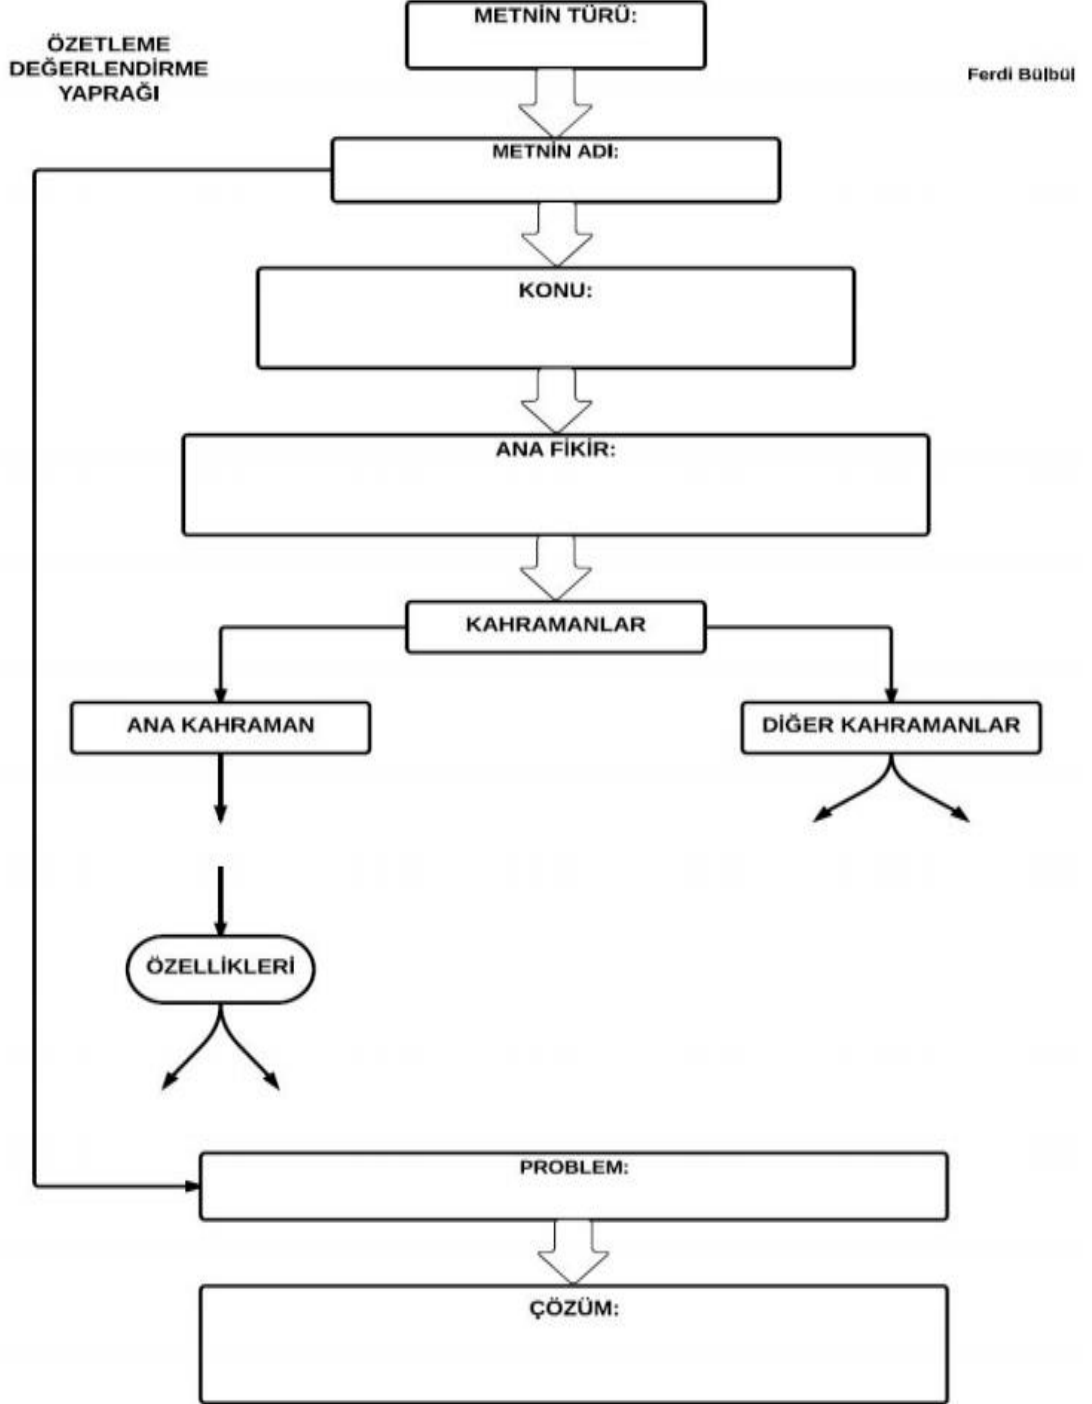 METNİN TÜRÜ:
ÖZETLEME
DEĞERLENDİRME
YAPRAĞI
Ferdi Bülbül
METNİN ADI:
KONU:
ANA FİKİR:
KAHRAMANLAR
ANA KAHRAMAN
DİĞER KAHRAMANLAR
ÖZELLİKLERİ
PROBLEM:
ÇÖZÜM: